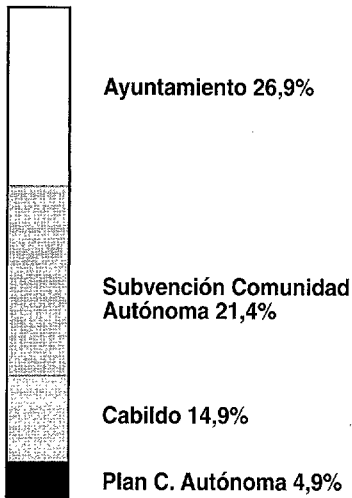 Ayuntamiento 26,9%
Subvención Comunidad
Autónoma 21,4%
Cabildo 14,9%
Plan C. Autónoma 4,9%